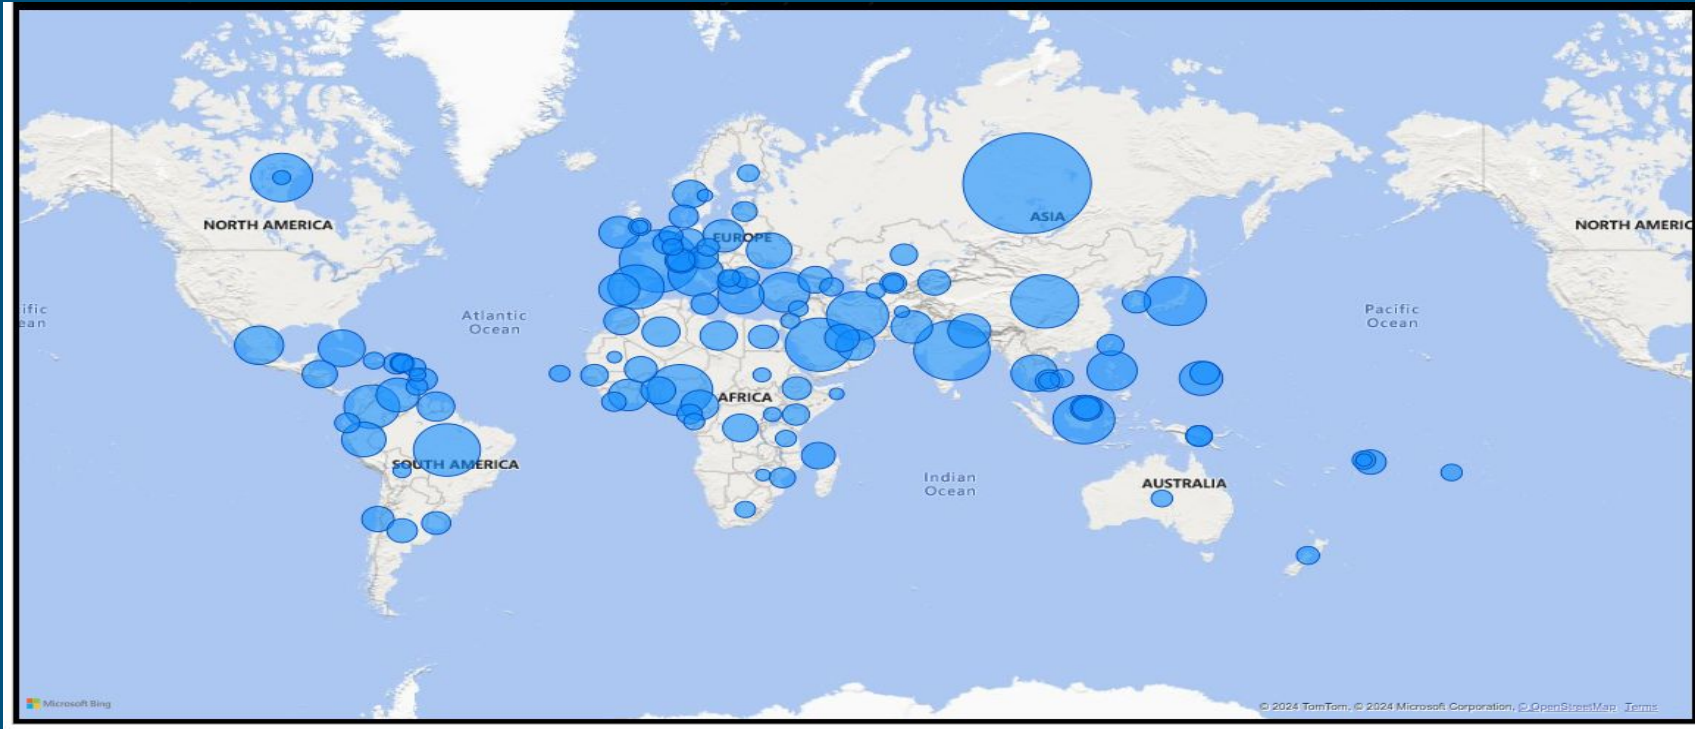 NORTH AMERICA
ASIA
NORTH AMERIC
EUROPE
ific
ean
Atlantic
Ocean
Pacific
Ocean
AFRICA
SOUTH AMERICA
Indian
Ocean
AUSTRALIA
Microsoft Bing
© 2024 TomTom, © 2024 Microsoft Corporation, © OpenStreetMap Terms